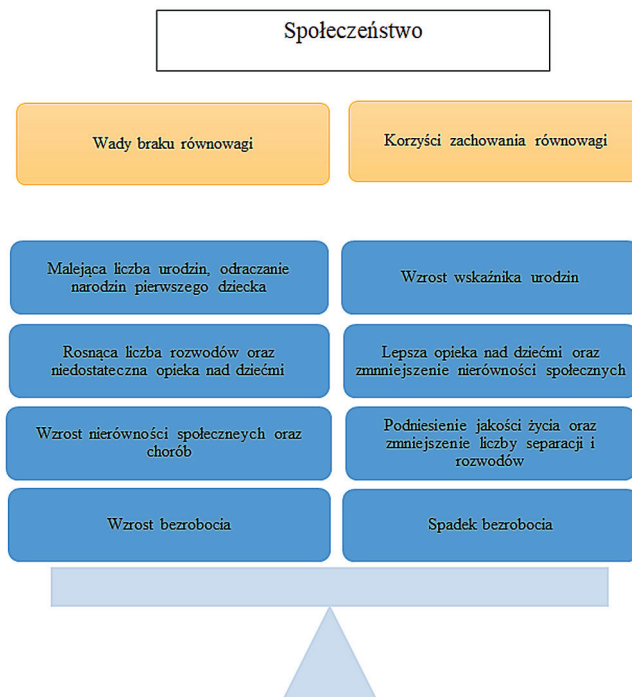 Społeczeństwo
Wady braku równowagi
Korzyści zachowania równowagi
Malejąca liczba urodzin, odraczanie
narodzin pierwszego dziecka
Wzrost wskaźnika urodzin
Rosnąca liczba rozwodów oraz
niedostateczna opieka nad dziećmi
Lepsza opieka nad dziećmi oraz
zmnniejszenie nierówności społecznych
Wzrost nierówności społecneych oraz
chorób
Podniesienie jakości życia oraz
zmniejszenie liczby separacji i
rozwodów
Wzrost bezrobocia
Spadek bezrobocia